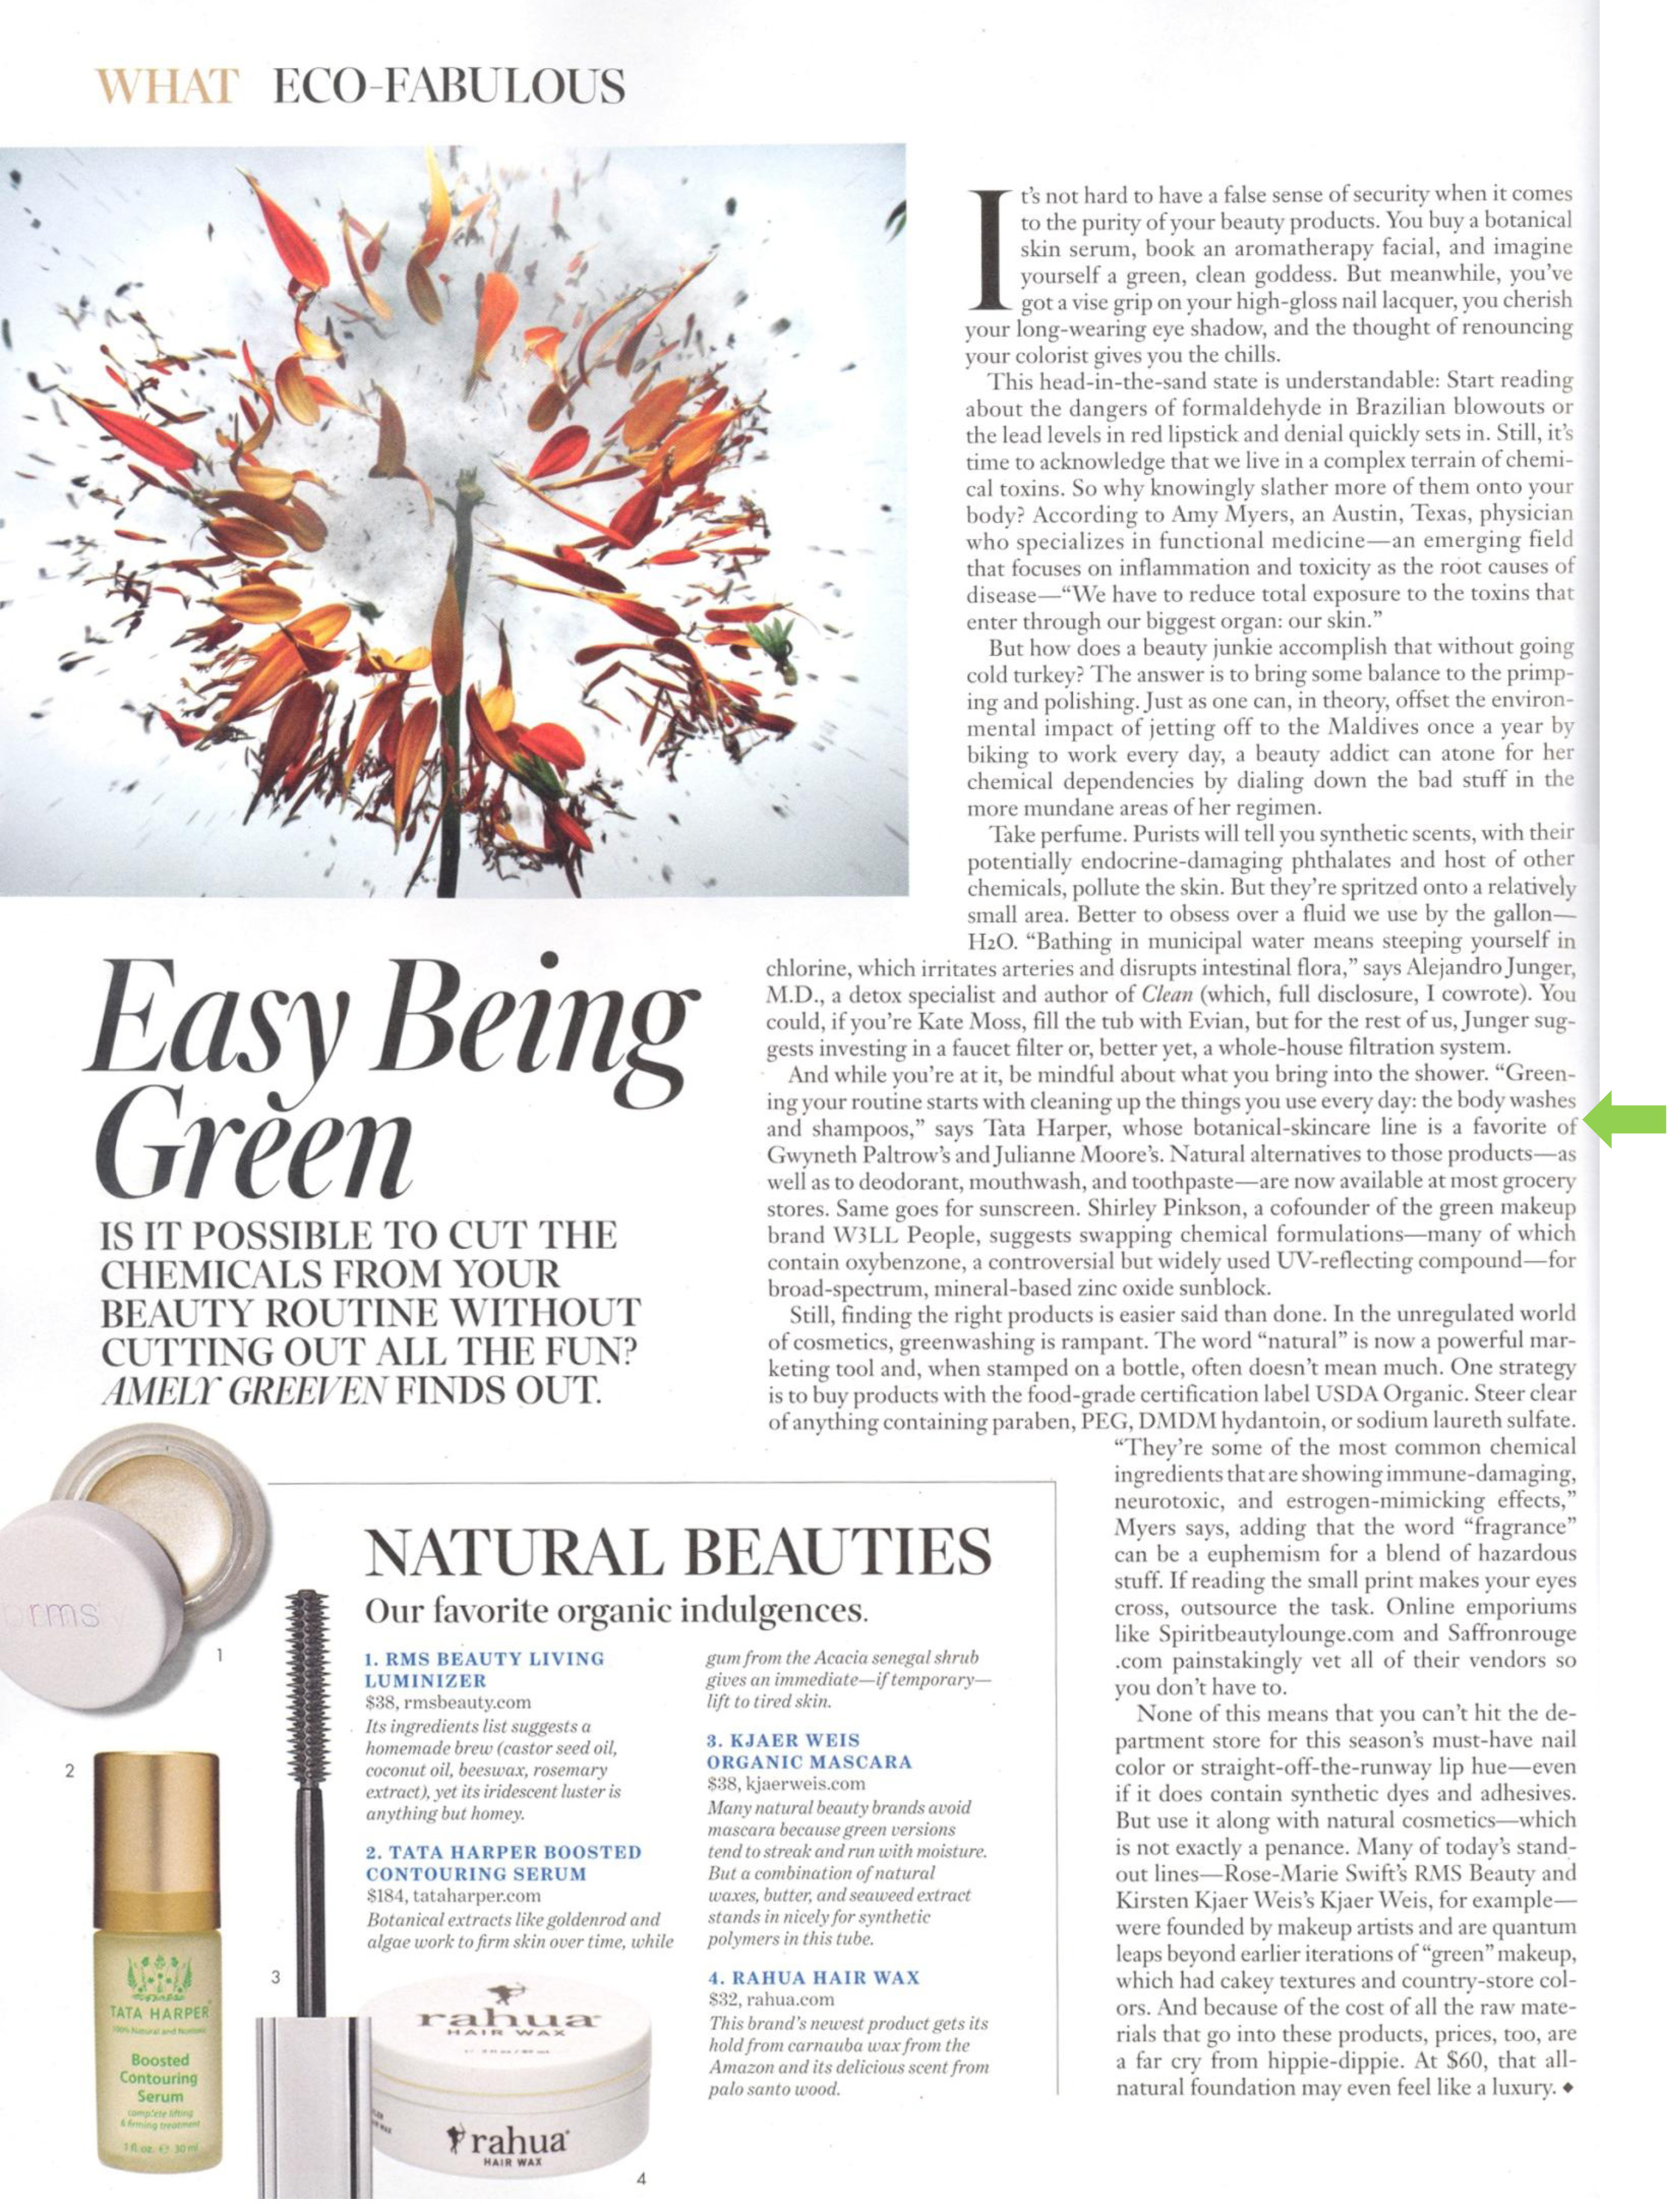 WHAT ECO-FABULOUS
It's not hard to have a false sense of security when it comes
to the purity of your beauty products. You buy a botanical
skin serum, book an aromatherapy facial, and imagine
yourself a green, clean goddess. But meanwhile, you've
got a vise grip on your high-gloss nail lacquer, you cherish
your long-wearing eye shadow, and the thought of renouncing
your colorist gives you the chills.
This head-in-the-sand state is understandable: Start reading
about the dangers of formaldehyde in Brazilian blowouts or
the lead levels in red lipstick and denial quickly sets in. Still, it's
time to acknowledge that we live in a complex terrain of chemi-
cal toxins. So why knowingly slather more of them onto your
body? According to Amy Myers, an Austin, Texas, physician
who specializes in functional medicine—an emerging field
that focuses on inflammation and toxicity as the root causes of
disease—“We have to reduce total exposure to the toxins that
enter through our biggest organ: our skin.”
But how does a beauty junkie accomplish that without going
cold turkey? The answer is to bring some balance to the primp-
ing and polishing. Just as one can, in theory, offset the environ-
mental impact of jetting off to the Maldives once a year by
biking to work every day, a beauty addict can atone for her
chemical dependencies by dialing down the bad stuff in the
more mundane areas of her regimen.
Take perfume. Purists will tell you synthetic scents, with their
potentially endocrine-damaging phthalates and host of other
chemicals, pollute the skin. But they're spritzed onto a relatively
small area. Better to obsess over a fluid we use by the gallon—
H2O. “Bathing in municipal water means steeping yourself in
chlorine, which irritates arteries and disrupts intestinal flora,” says Alejandro Junger,
M.D., a detox specialist and author of Clean (which, full disclosure, I cowrote). You
could, if you're Kate Moss, fill the tub with Evian, but for the rest of us, Junger sug-
gests investing in a faucet filter or, better yet, a whole-house filtration system.
And while you're at it, be mindful about what you bring into the shower. “Green-
ing your routine starts with cleaning up the things you use every day: the body washes
and shampoos,” says Tata Harper, whose botanical-skincare line is a favorite of
Gwyneth Paltrow's and Julianne Moore's. Natural alternatives to those products—as
well as to deodorant, mouthwash, and toothpaste—are now available at most grocery
stores. Same goes for sunscreen. Shirley Pinkson, a cofounder of the green makeup
brand W3LL People, suggests swapping chemical formulations—many of which
contain oxybenzone, a controversial but widely used UV-reflecting compound—for
broad-spectrum, mineral-based zinc oxide sunblock.
Still, finding the right products is easier said than done. In the unregulated world
of cosmetics, greenwashing is rampant. The word “natural” is now a powerful mar-
keting tool and, when stamped on a bottle, often doesn't mean much. One strategy
is to buy products with the food-grade certification label USDA Organic. Steer clear
of anything containing paraben, PEG, DMDM hydantoin, or sodium laureth sulfate.
“They're some of the most common chemical
ingredients that are showing immune-damaging,
neurotoxic, and estrogen-mimicking effects,”
Myers says, adding that the word “fragrance”
can be a euphemism for a blend of hazardous
stuff. If reading the small print makes your eyes
cross, outsource the task. Online emporiums
like Spiritbeautylounge.com and Saffronrouge
.com painstakingly vet all of their vendors so
you don't have to.
None of this means that you can't hit the de-
partment store for this season's must-have nail
color or straight-off-the-runway lip hue—even
if it does contain synthetic dyes and adhesives.
But use it along with natural cosmetics—which
is not exactly a penance. Many of today's stand-
out lines—Rose-Marie Swift's RMS Beauty and
Kirsten Kjaer Weis's Kjaer Weis, for example—
were founded by makeup artists and are quantum
leaps beyond earlier iterations of “green” makeup,
which had cakey textures and country-store col-
ors. And because of the cost of all the raw mate-
rials that go into these products, prices, too, are
a far cry from hippie-dippie. At $60, that all-
natural foundation may even feel like a luxury. ◆
Easy Being
Green
IS IT POSSIBLE TO CUT THE
CHEMICALS FROM YOUR
BEAUTY ROUTINE WITHOUT
CUTTING OUT ALL THE FUN?
AMELY GREEVEN FINDS OUT.
rms
1
2
3
4
NATURAL BEAUTIES
Our favorite organic indulgences.
1. RMS BEAUTY LIVING
LUMINIZER
$38, rmsbeauty.com
Its ingredients list suggests a
homemade brew (castor seed oil,
coconut oil, beeswax, rosemary
extract), yet its iridescent luster is
anything but homey.
2. TATA HARPER BOOSTED
CONTOURING SERUM
$184, tataharper.com
Botanical extracts like goldenrod and
algae work to firm skin over time, while
gum from the Acacia senegal shrub
gives an immediate—if temporary—
lift to tired skin.
3. KJAER WEIS
ORGANIC MASCARA
$38, kjaerweis.com
Many natural beauty brands avoid
mascara because green versions
tend to streak and run with moisture.
But a combination of natural
waxes, butter, and seaweed extract
stands in nicely for synthetic
polymers in this tube.
4. RAHUA HAIR WAX
$32, rahua.com
This brand's newest product gets its
hold from carnauba wax from the
Amazon and its delicious scent from
palo santo wood.
TATA HARPER
Boosted
Contouring
Serum
complete lifting
& firming treatment
1 fl oz. ℮ 30 ml
rahua
HAIR WAX
rahua
HAIR WAX